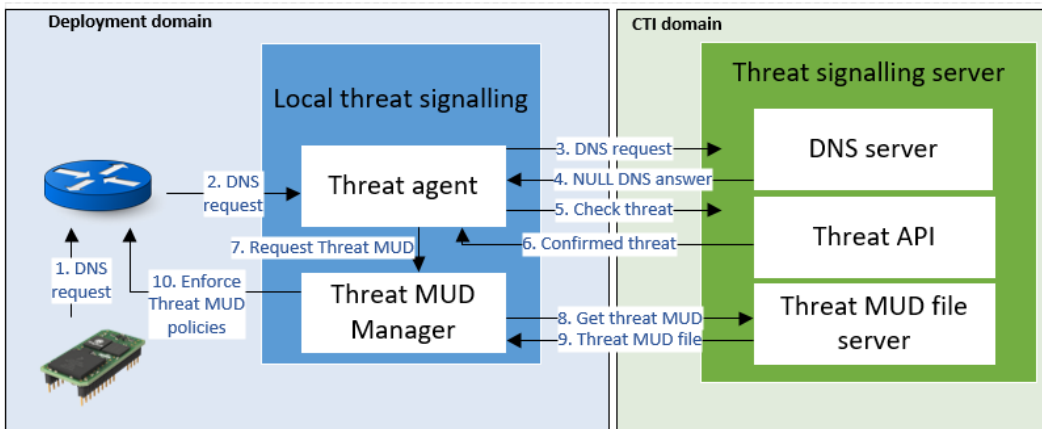 Deployment domain
CTI domain
Local threat signalling
Threat signalling server
3. DNS request
DNS server
2. DNS
request
Threat agent
4. NULL DNS answer
5. Check threat
Threat API
7. Request Threat MUD
6. Confirmed threat
1. DNS
request
10. Enforce
Threat MUD
policies
Threat MUD
Manager
8. Get threat MUD
9. Threat MUD file
Threat MUD file
server